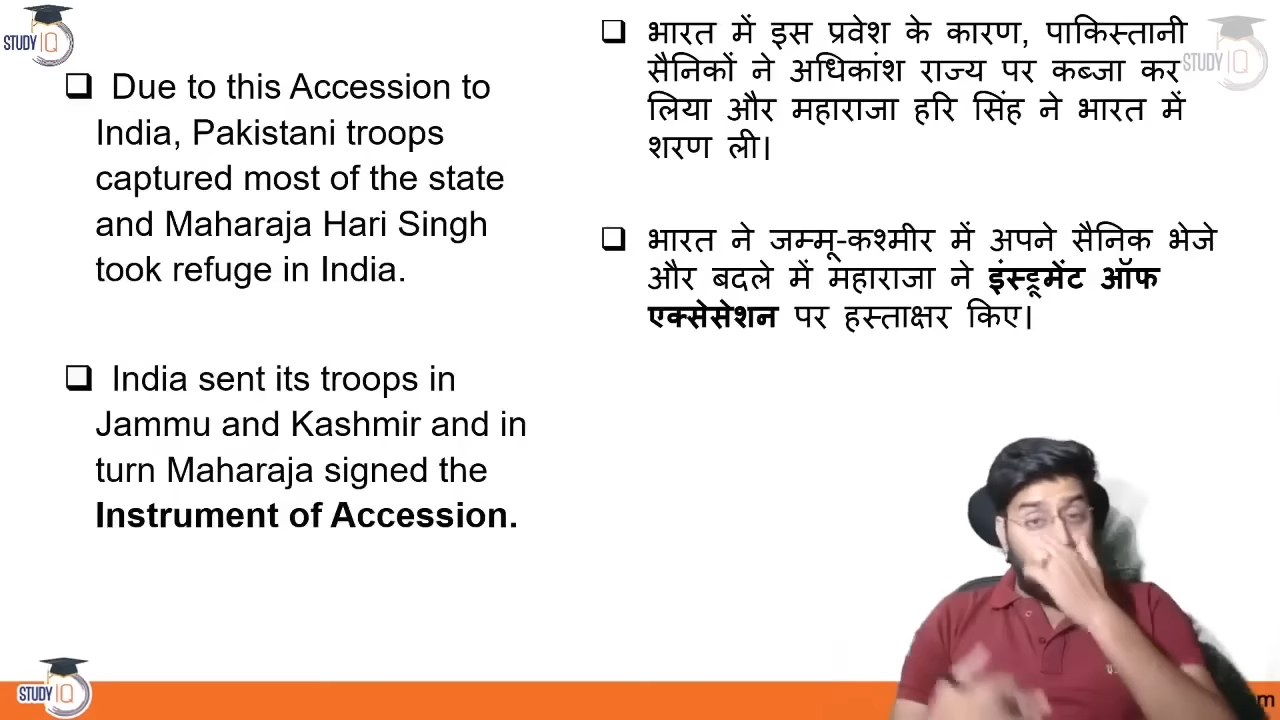 STUDY IQ
❑ Due to this Accession to
India, Pakistani troops
captured most of the state
and Maharaja Hari Singh
took refuge in India.
❑ India sent its troops in
Jammu and Kashmir and in
turn Maharaja signed the
Instrument of Accession.
❑ भारत में इस प्रवेश के कारण, पाकिस्तानी
सैनिकों ने अधिकांश राज्य पर कब्जा कर
लिया और महाराजा हरि सिंह ने भारत में
शरण ली।
❑ भारत ने जम्मू-कश्मीर में अपने सैनिक भेजे
और बदले में महाराजा ने इंस्ट्रूमेंट ऑफ
एक्सेसेशन पर हस्ताक्षर किए।
STUDY IQ
STUDY IQ